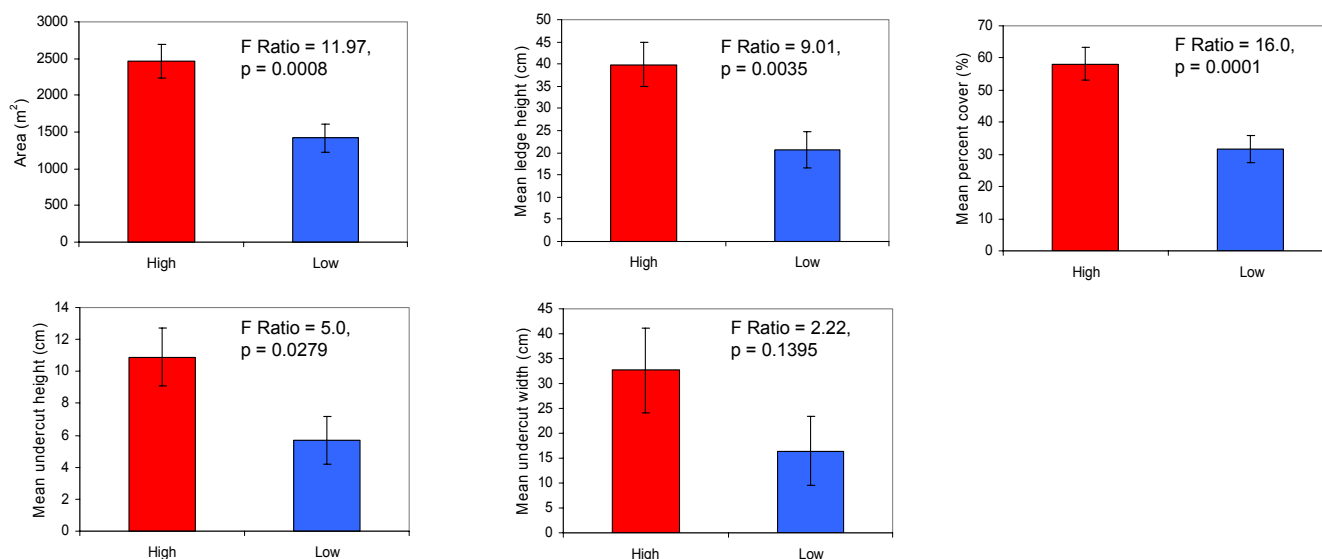 Area (m²)
3000
2500
2000
1500
1000
500
0
F Ratio = 11.97,
p = 0.0008
High
Low
Mean ledge height (cm)
50
45
40
35
30
25
20
15
10
5
0
F Ratio = 9.01,
p = 0.0035
High
Low
Mean percent cover (%)
70
60
50
40
30
20
10
0
F Ratio = 16.0,
p = 0.0001
High
Low
Mean undercut height (cm)
14
12
10
8
6
4
2
0
F Ratio = 5.0,
p = 0.0279
High
Low
Mean undercut width (cm)
45
40
35
30
25
20
15
10
5
0
F Ratio = 2.22,
p = 0.1395
High
Low